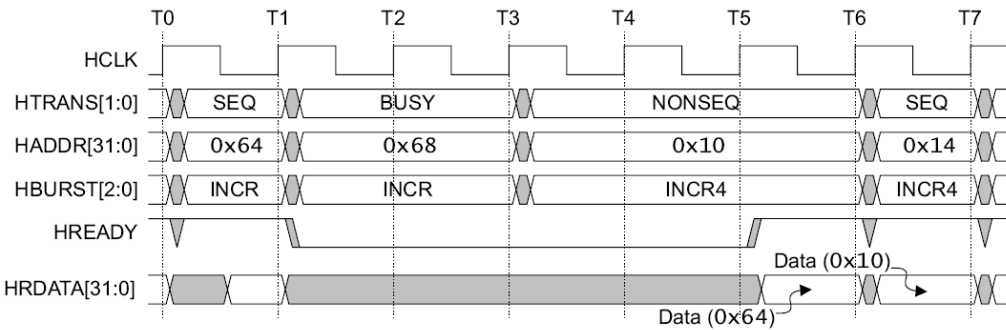 T0 T1 T2 T3 T4 T5 T6 T7
HCLK
HTRANS[1:0] SEQ BUSY NONSEQ SEQ
HADDR[31:0] 0x64 0x68 0x10 0x14
HBURST[2:0] INCR INCR INCR4 INCR4
HREADY
Data (0x10)
HRDATA[31:0]
Data (0x64)